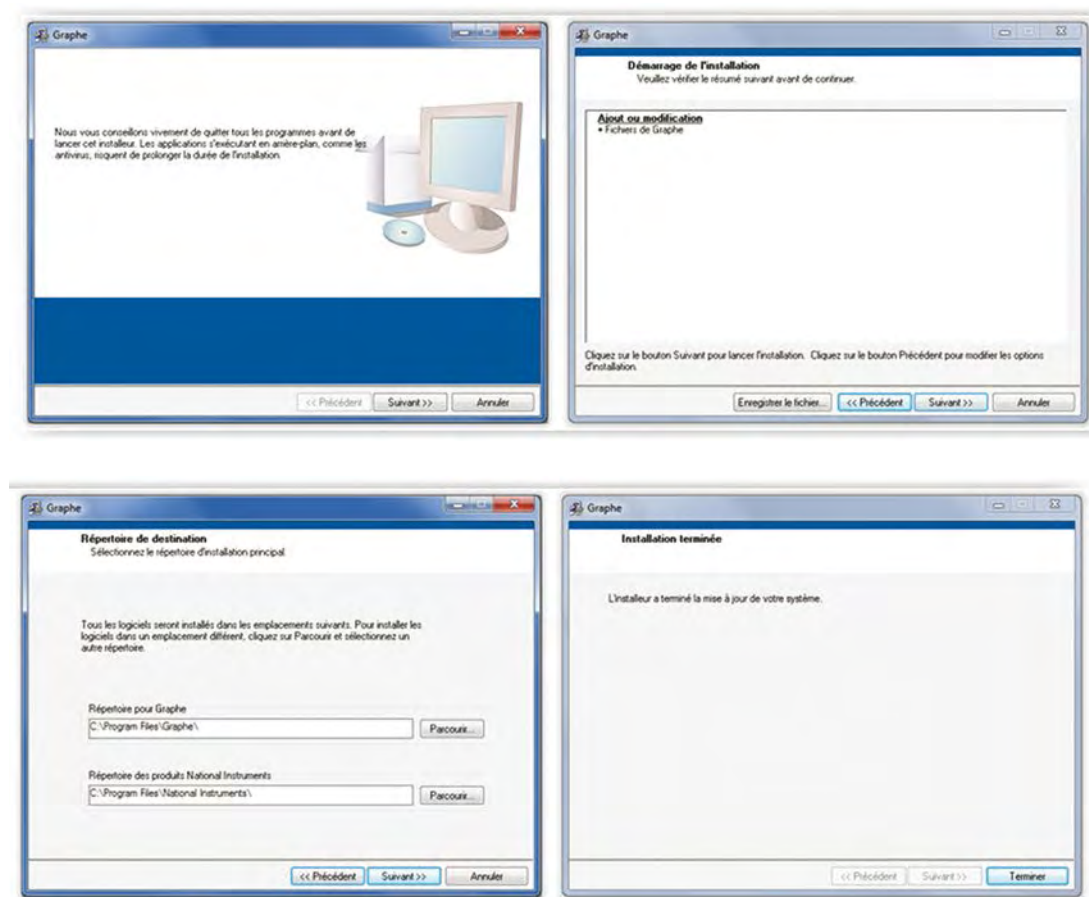 Graphe
Nous vous conseillons vivement de quitter tous les programmes avant de
lancer cet installeur. Les applications s'exécutant en arrière-plan, comme les
antivirus, risquent de prolonger la durée de l'installation.
<< Précédent Suivant >> Annuler
Graphe
Démarrage de l'installation
Veuillez vérifier le résumé suivant avant de continuer.
Ajout ou modification
• Fichiers de Graphe
Cliquez sur le bouton Suivant pour lancer l'installation. Cliquez sur le bouton Précédent pour modifier les options
d'installation.
Enregistrer le fichier... << Précédent Suivant >> Annuler
Graphe
Répertoire de destination
Sélectionnez le répertoire d'installation principal.
Tous les logiciels seront installés dans les emplacements suivants. Pour installer les
logiciels dans un emplacement différent, cliquez sur Parcourir et sélectionnez un
autre répertoire.
Répertoire pour Graphe
C:\Program Files\Graphe\ Parcourir...
Répertoire des produits National Instruments
C:\Program Files\National Instruments\ Parcourir...
<< Précédent Suivant >> Annuler
Graphe
Installation terminée
L'installeur a terminé la mise à jour de votre système.
<< Précédent Suivant >> Terminer